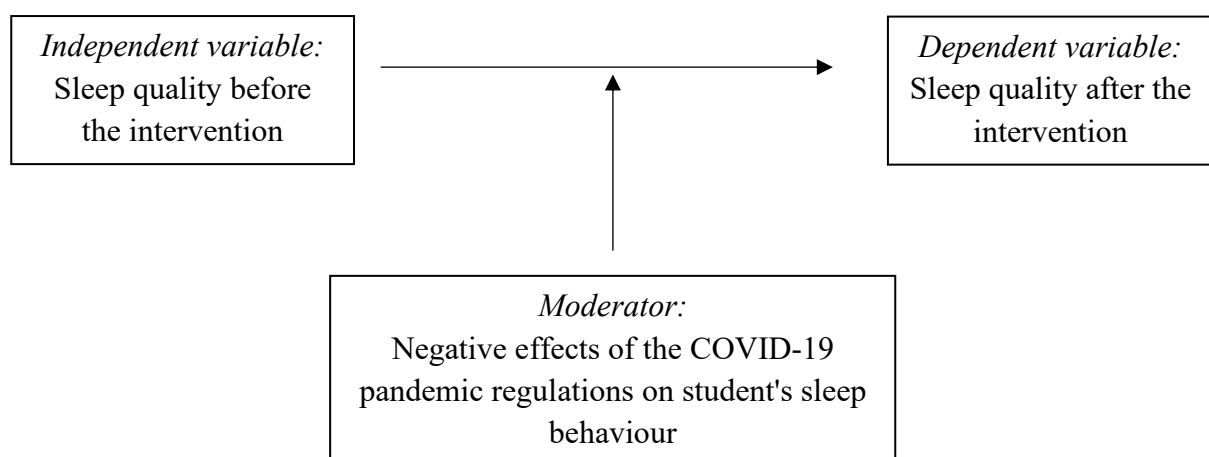 Independent variable:
Sleep quality before
the intervention
Dependent variable:
Sleep quality after the
intervention
Moderator:
Negative effects of the COVID-19
pandemic regulations on student's sleep
behaviour